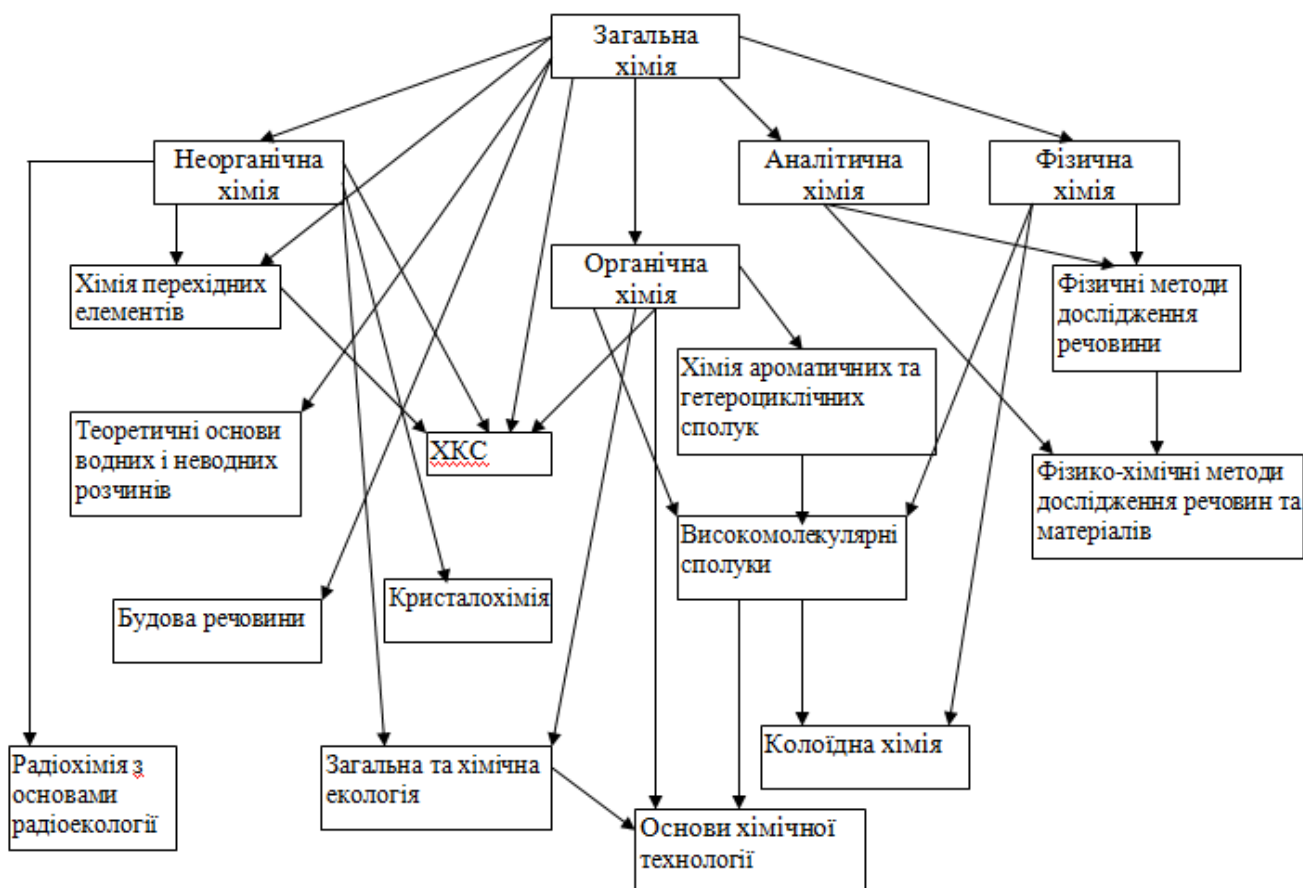 Загальна
хімія
Неорганічна
хімія
Аналітична
хімія
Фізична
хімія
Органічна
хімія
Хімія перехідних
елементів
Фізичні методи
дослідження
речовини
Хімія ароматичних та
гетероциклічних
сполук
Теоретичні основи
водних і неводних
розчинів
ХКС
Фізико-хімічні методи
дослідження речовин та
матеріалів
Високомолекулярні
сполуки
Кристалохімія
Будова речовини
Колоїдна хімія
Радіохімія з
основами
радіоекології
Загальна та хімічна
екологія
Основи хімічної
технології